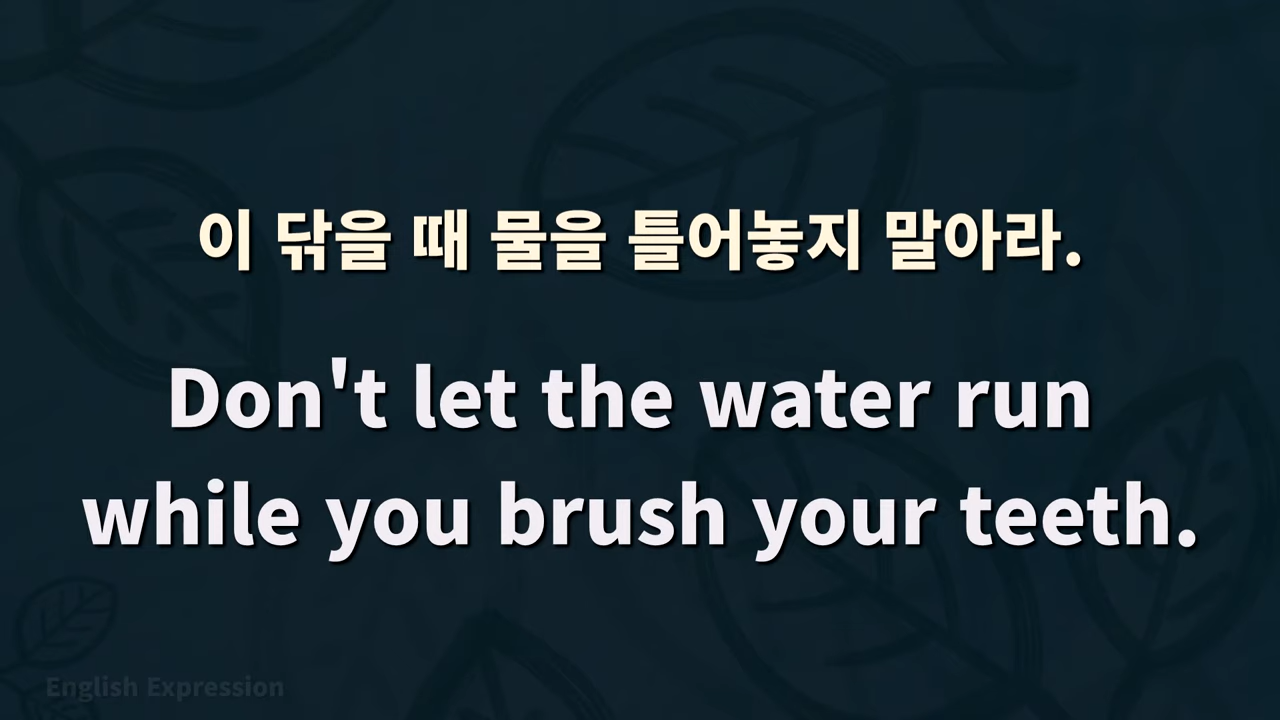 이 닦을 때 물을 틀어놓지 말아라.
Don't let the water run
while you brush your teeth.
English Expression